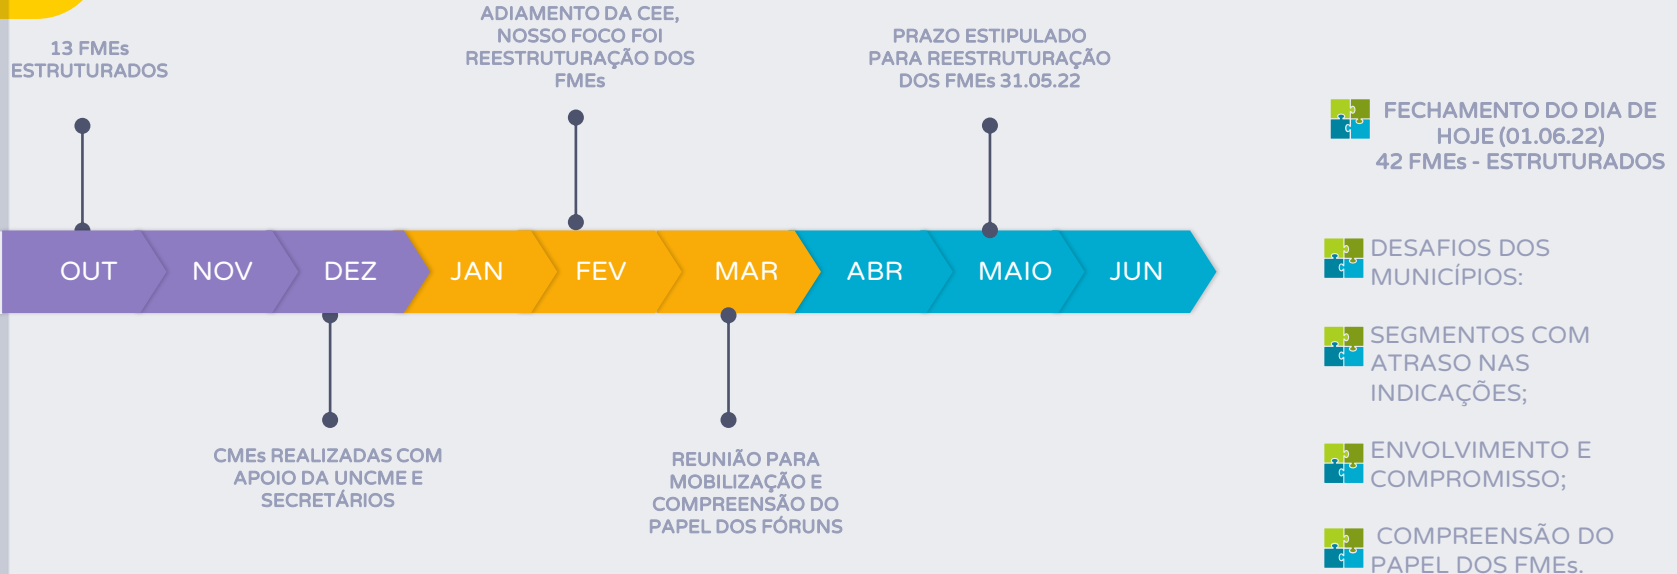 13 FMEs
ESTRUTURADOS
ADIAMENTO DA CEE,
NOSSO FOCO FOI
REESTRUTURAÇÃO DOS
FMEs
PRAZO ESTIPULADO
PARA REESTRUTURAÇÃO
DOS FMEs 31.05.22
OUT NOV DEZ JAN FEV MAR ABR MAIO JUN
CMEs REALIZADAS COM
APOIO DA UNCME E
SECRETÁRIOS
REUNIÃO PARA
MOBILIZAÇÃO E
COMPREENSÃO DO
PAPEL DOS FÓRUNS
FECHAMENTO DO DIA DE
HOJE (01.06.22)
42 FMEs - ESTRUTURADOS
DESAFIOS DOS
MUNICÍPIOS:
SEGMENTOS COM
ATRASO NAS
INDICAÇÕES;
ENVOLVIMENTO E
COMPROMISSO;
COMPREENSÃO DO
PAPEL DOS FMEs.